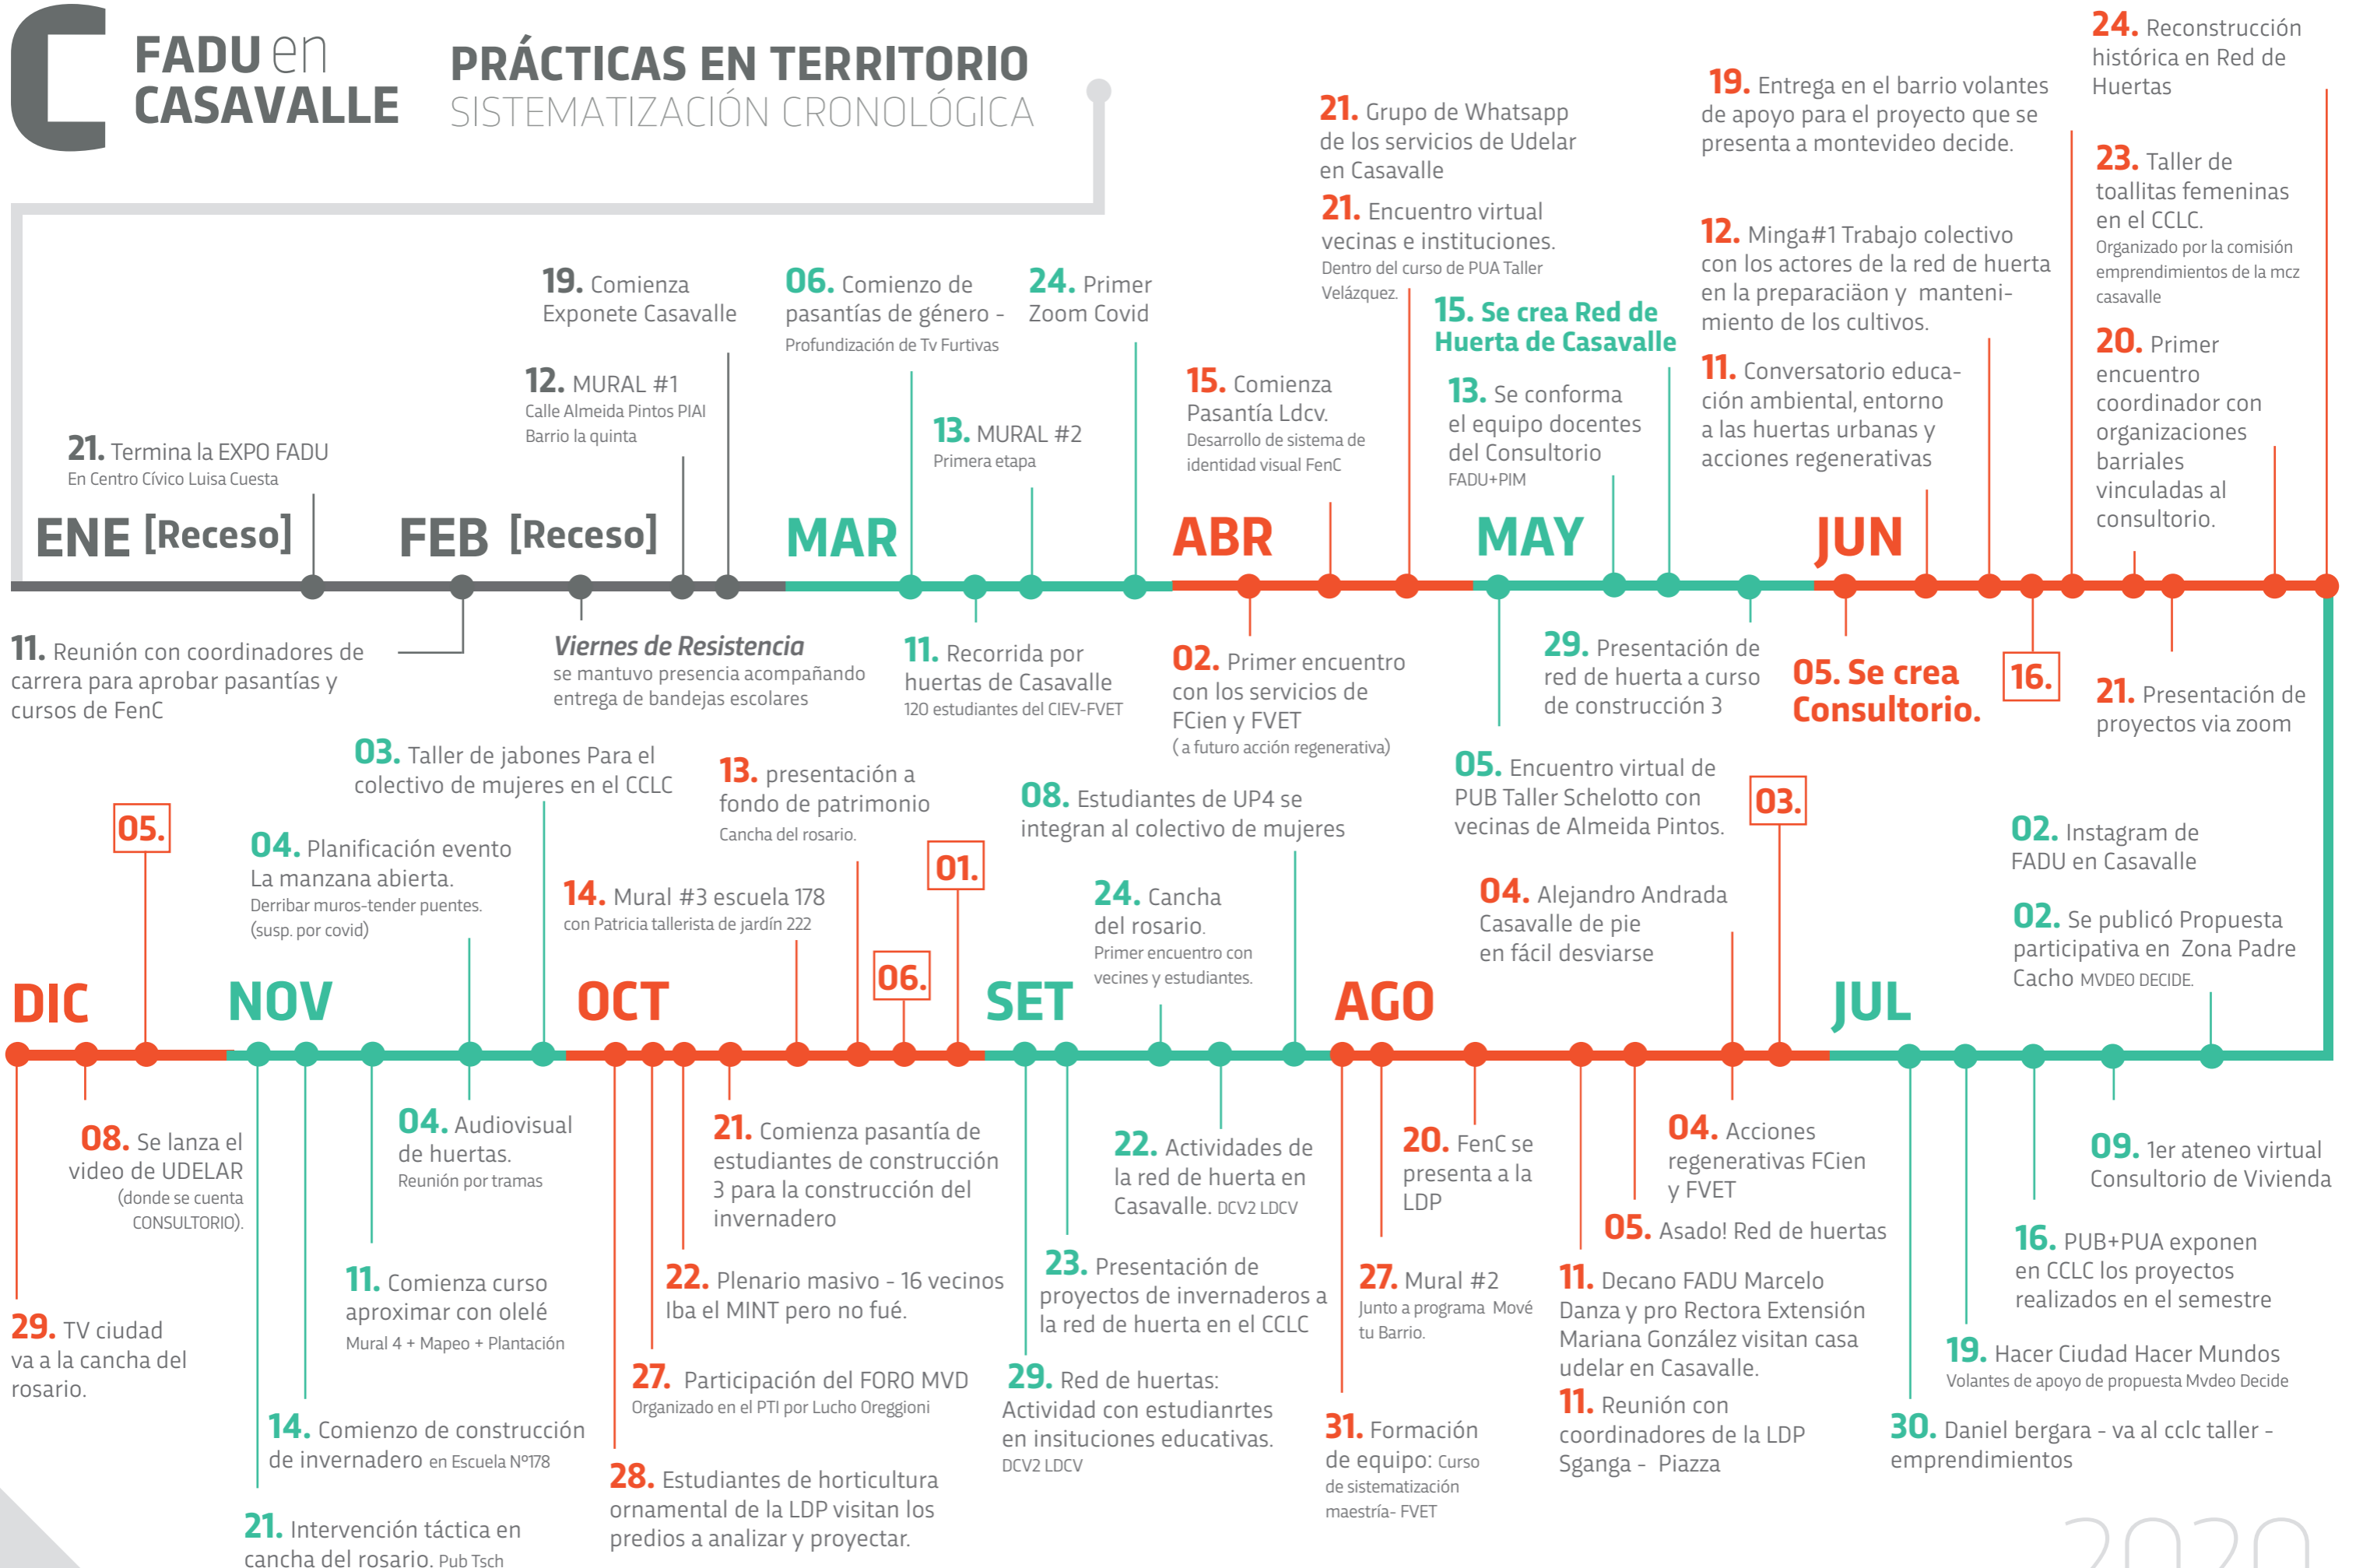 C
FADU en
CASAVALLE
PRÁCTICAS EN TERRITORIO
SISTEMATIZACIÓN CRONOLÓGICA
ENE [Receso]
21. Termina la EXPO FADU
En Centro Cívico Luisa Cuesta
FEB [Receso]
11. Reunión con coordinadores de
carrera para aprobar pasantías y
cursos de FenC
Viernes de Resistencia
se mantuvo presencia acompañando
entrega de bandejas escolares
12. MURAL #1
Calle Almeida Pintos PIAI
Barrio la quinta
19. Comienza
Exponete Casavalle
MAR
06. Comienzo de
pasantías de género -
Profundización de Tv Furtivas
11. Recorrida por
huertas de Casavalle
120 estudiantes del CIEV-FVET
13. MURAL #2
Primera etapa
24. Primer
Zoom Covid
ABR
02. Primer encuentro
con los servicios de
FCien y FVET
( a futuro acción regenerativa)
15. Comienza
Pasantía Ldcv.
Desarrollo de sistema de
identidad visual FenC
21. Grupo de Whatsapp
de los servicios de Udelar
en Casavalle
21. Encuentro virtual
vecinas e instituciones.
Dentro del curso de PUA Taller
Velázquez.
MAY
05. Encuentro virtual de
PUB Taller Schelotto con
vecinas de Almeida Pintos.
13. Se conforma
el equipo docentes
del Consultorio
FADU+PIM
15. Se crea Red de
Huerta de Casavalle
29. Presentación de
red de huerta a curso
de construcción 3
JUN
05. Se crea
Consultorio.
11. Conversatorio educa-
ción ambiental, entorno
a las huertas urbanas y
acciones regenerativas
12. Minga#1 Trabajo colectivo
con los actores de la red de huerta
en la preparaciäon y manteni-
miento de los cultivos.
16.
19. Entrega en el barrio volantes
de apoyo para el proyecto que se
presenta a montevideo decide.
20. Primer
encuentro
coordinador con
organizaciones
barriales
vinculadas al
consultorio.
21. Presentación de
proyectos via zoom
23. Taller de
toallitas femeninas
en el CCLC.
Organizado por la comisión
emprendimientos de la mcz
casavalle
24. Reconstrucción
histórica en Red de
Huertas
JUL
02. Instagram de
FADU en Casavalle
02. Se publicó Propuesta
participativa en Zona Padre
Cacho MVDEO DECIDE.
09. 1er ateneo virtual
Consultorio de Vivienda
16. PUB+PUA exponen
en CCLC los proyectos
realizados en el semestre
19. Hacer Ciudad Hacer Mundos
Volantes de apoyo de propuesta Mvdeo Decide
30. Daniel bergara - va al cclc taller -
emprendimientos
AGO
03.
04. Alejandro Andrada
Casavalle de pie
en fácil desviarse
04. Acciones
regenerativas FCien
y FVET
05. Asado! Red de huertas
11. Decano FADU Marcelo
Danza y pro Rectora Extensión
Mariana González visitan casa
udelar en Casavalle.
11. Reunión con
coordinadores de la LDP
Sganga - Piazza
20. FenC se
presenta a la
LDP
27. Mural #2
Junto a programa Mové
tu Barrio.
31. Formación
de equipo: Curso
de sistematización
maestría- FVET
SET
08. Estudiantes de UP4 se
integran al colectivo de mujeres
22. Actividades de
la red de huerta en
Casavalle. DCV2 LDCV
24. Cancha
del rosario.
Primer encuentro con
vecines y estudiantes.
23. Presentación de
proyectos de invernaderos a
la red de huerta en el CCLC
29. Red de huertas:
Actividad con estudianrtes
en insituciones educativas.
DCV2 LDCV
OCT
01.
06.
13. presentación a
fondo de patrimonio
Cancha del rosario.
14. Mural #3 escuela 178
con Patricia tallerista de jardín 222
21. Comienza pasantía de
estudiantes de construcción
3 para la construcción del
invernadero
22. Plenario masivo - 16 vecinos
Iba el MINT pero no fué.
27. Participación del FORO MVD
Organizado en el PTI por Lucho Oreggioni
28. Estudiantes de horticultura
ornamental de la LDP visitan los
predios a analizar y proyectar.
NOV
03. Taller de jabones Para el
colectivo de mujeres en el CCLC
04. Planificación evento
La manzana abierta.
Derribar muros-tender puentes.
(susp. por covid)
04. Audiovisual
de huertas.
Reunión por tramas
11. Comienza curso
aproximar con olelé
Mural 4 + Mapeo + Plantación
14. Comienzo de construcción
de invernadero en Escuela Nº178
21. Intervención táctica en
cancha del rosario. Pub Tsch
DIC
05.
08. Se lanza el
video de UDELAR
(donde se cuenta
CONSULTORIO).
29. TV ciudad
va a la cancha del
rosario.
2020